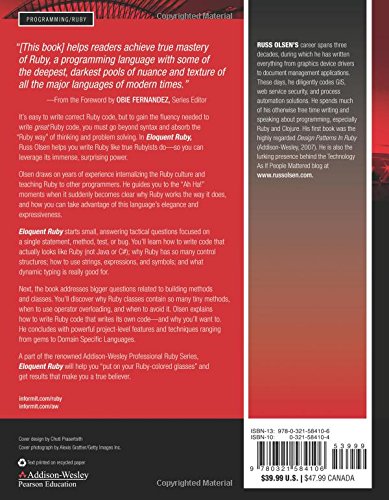 PROGRAMMING/RUBY
Copyrighted Material
“[This book] helps readers achieve true mastery
of Ruby, a programming language with some of
the deepest, darkest pools of nuance and texture of
all the major languages of modern times.”
—From the Foreword by OBIE FERNANDEZ, Series Editor
It’s easy to write correct Ruby code, but to gain the fluency needed to
write great Ruby code, you must go beyond syntax and absorb the
“Ruby way” of thinking and problem solving. In Eloquent Ruby,
Russ Olsen helps you write Ruby like true Rubyists do—so you can
leverage its immense, surprising power.
Olsen draws on years of experience internalizing the Ruby culture and
teaching Ruby to other programmers. He guides you to the “Ah Ha!”
moments when it suddenly becomes clear why Ruby works the way it does,
and how you can take advantage of this language’s elegance and
expressiveness.
Eloquent Ruby starts small, answering tactical questions focused on
a single statement, method, test, or bug. You’ll learn how to write code that
actually looks like Ruby (not Java or C#); why Ruby has so many control
structures; how to use strings, expressions, and symbols; and what
dynamic typing is really good for.
Next, the book addresses bigger questions related to building methods
and classes. You’ll discover why Ruby classes contain so many tiny methods,
when to use operator overloading, and when to avoid it. Olsen explains
how to write Ruby code that writes its own code—and why you’ll want to.
He concludes with powerful project-level features and techniques ranging
from gems to Domain Specific Languages.
A part of the renowned Addison-Wesley Professional Ruby Series,
Eloquent Ruby will help you “put on your Ruby-colored glasses” and
get results that make you a true believer.
informit.com/ruby
informit.com/aw
Cover design by Chuti Prasertsith
Cover photograph by Alexis Grattier/Getty Images Inc.
Text printed on recycled paper
Addison-Wesley
Pearson Education
RUSS OLSEN’s career spans three
decades, during which he has written
everything from graphics device drivers
to document management applications.
These days, he diligently codes GIS,
web service security, and process
automation solutions. He spends much
of his otherwise free time writing and
speaking about programming, especially
Ruby and Clojure. His first book was the
highly regarded Design Patterns In Ruby
(Addison-Wesley, 2007). He is also the
lurking presence behind the Technology
As If People Mattered blog at
www.russolsen.com.
ISBN-13: 978-0-321-58410-6
ISBN-10: 0-321-58410-4
53999
9 780321 584106
$39.99 U.S. | $47.99 CANADA
Copyrighted Material